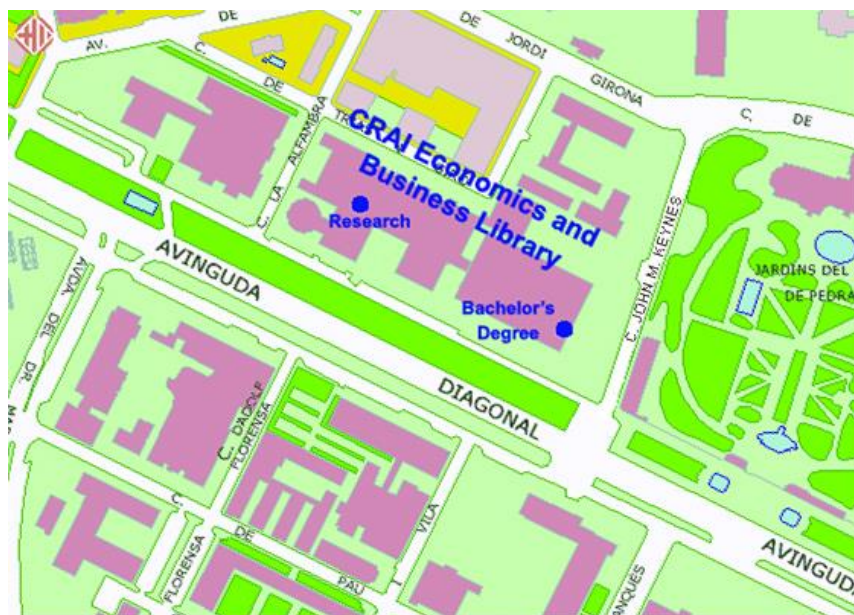 DE
AV.
C.
DE
DE
JORDI
GIRONA
C. DE
C. LA ALFAMBRA
CRAI Economics and
Business Library
Research
Bachelor's
Degree
C. JOHN M. KEYNES
JARDINS DEL
DE PEDRA
AVINGUDA
DIAGONAL
AVDA. DEL DR.
C. D'ADOLF
FLORENSA
C.
DE
PAU
VILA
I
FLORENSA
AVINGUDA